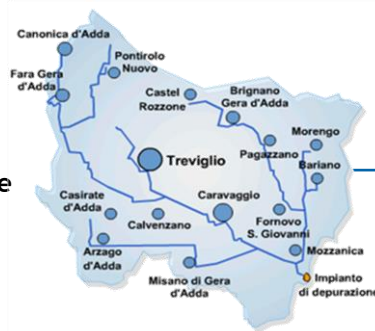 Canonica d'Adda
Pontirolo
Nuovo
Fara Gera
d'Adda
Castel
Rozzone
Brignano
Gera d'Adda
Morengo
Pagazzano
Bariano
Treviglio
e
Casirate
d'Adda
Calvenzano
Caravaggio
Fornovo
S. Giovanni
Arzago
d'Adda
Mozzanica
Misano di Gera
d'Adda
Impianto
di depurazione